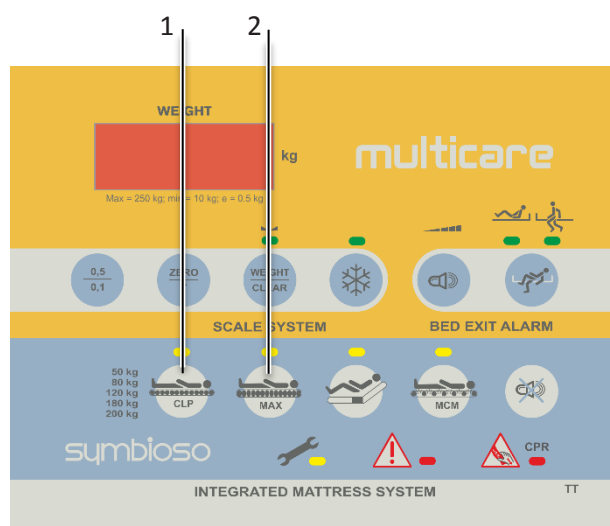 1 2
WEIGHT
kg
multicare
Max = 250 kg; min = 10 kg; e = 0.5 kg
0,5
0,1
ZERO
WEIGHT
CLEAR
SCALE SYSTEM
BED EXIT ALARM
50 kg
80 kg
120 kg
180 kg
200 kg
CLP
MAX
MCM
symbioso
CPR
INTEGRATED MATTRESS SYSTEM
TT